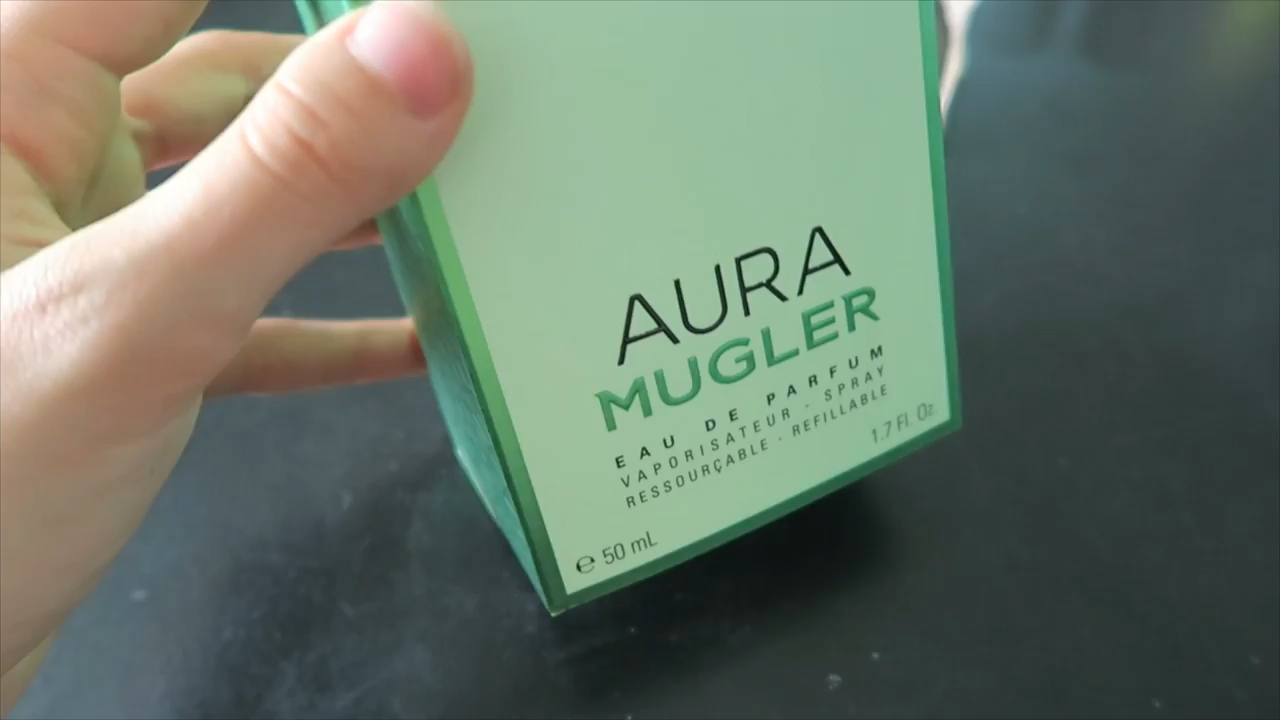 AURA
MUGLER
EAU DE PARFUM
VAPORISATEUR - SPRAY
RESSOURÇABLE - REFILLABLE
1.7 Fl. Oz.
℮ 50 mL